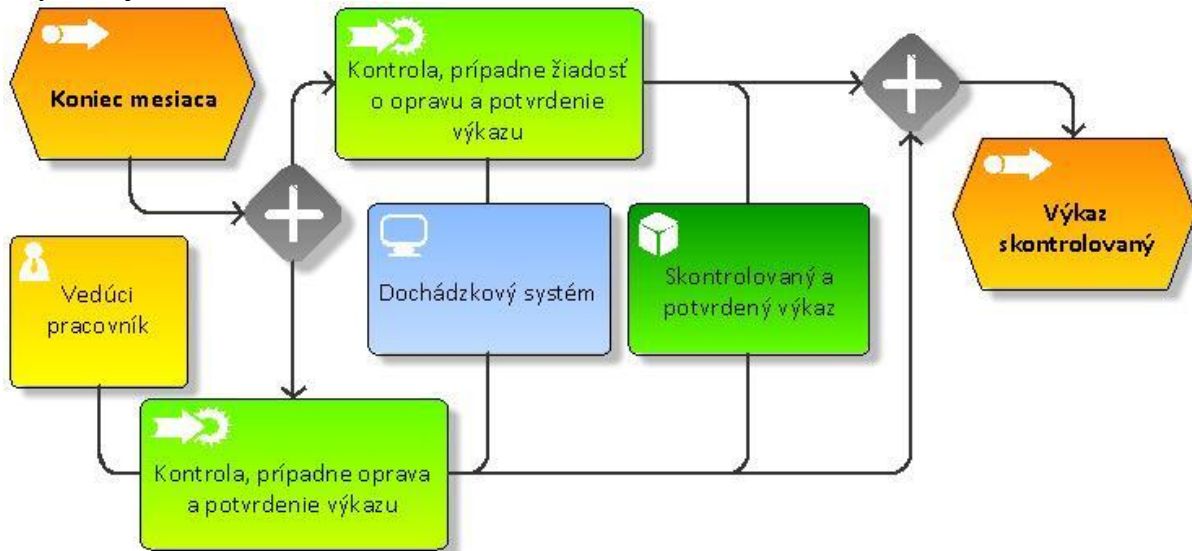 Koniec mesiaca
Kontrola, prípadne žiadosť
o opravu a potvrdenie
výkazu
Výkaz
skontrolovaný
Vedúci
pracovník
Dochádzkový systém
Skontrolovaný a
potvrdený výkaz
Kontrola, prípadne oprava
a potvrdenie výkazu